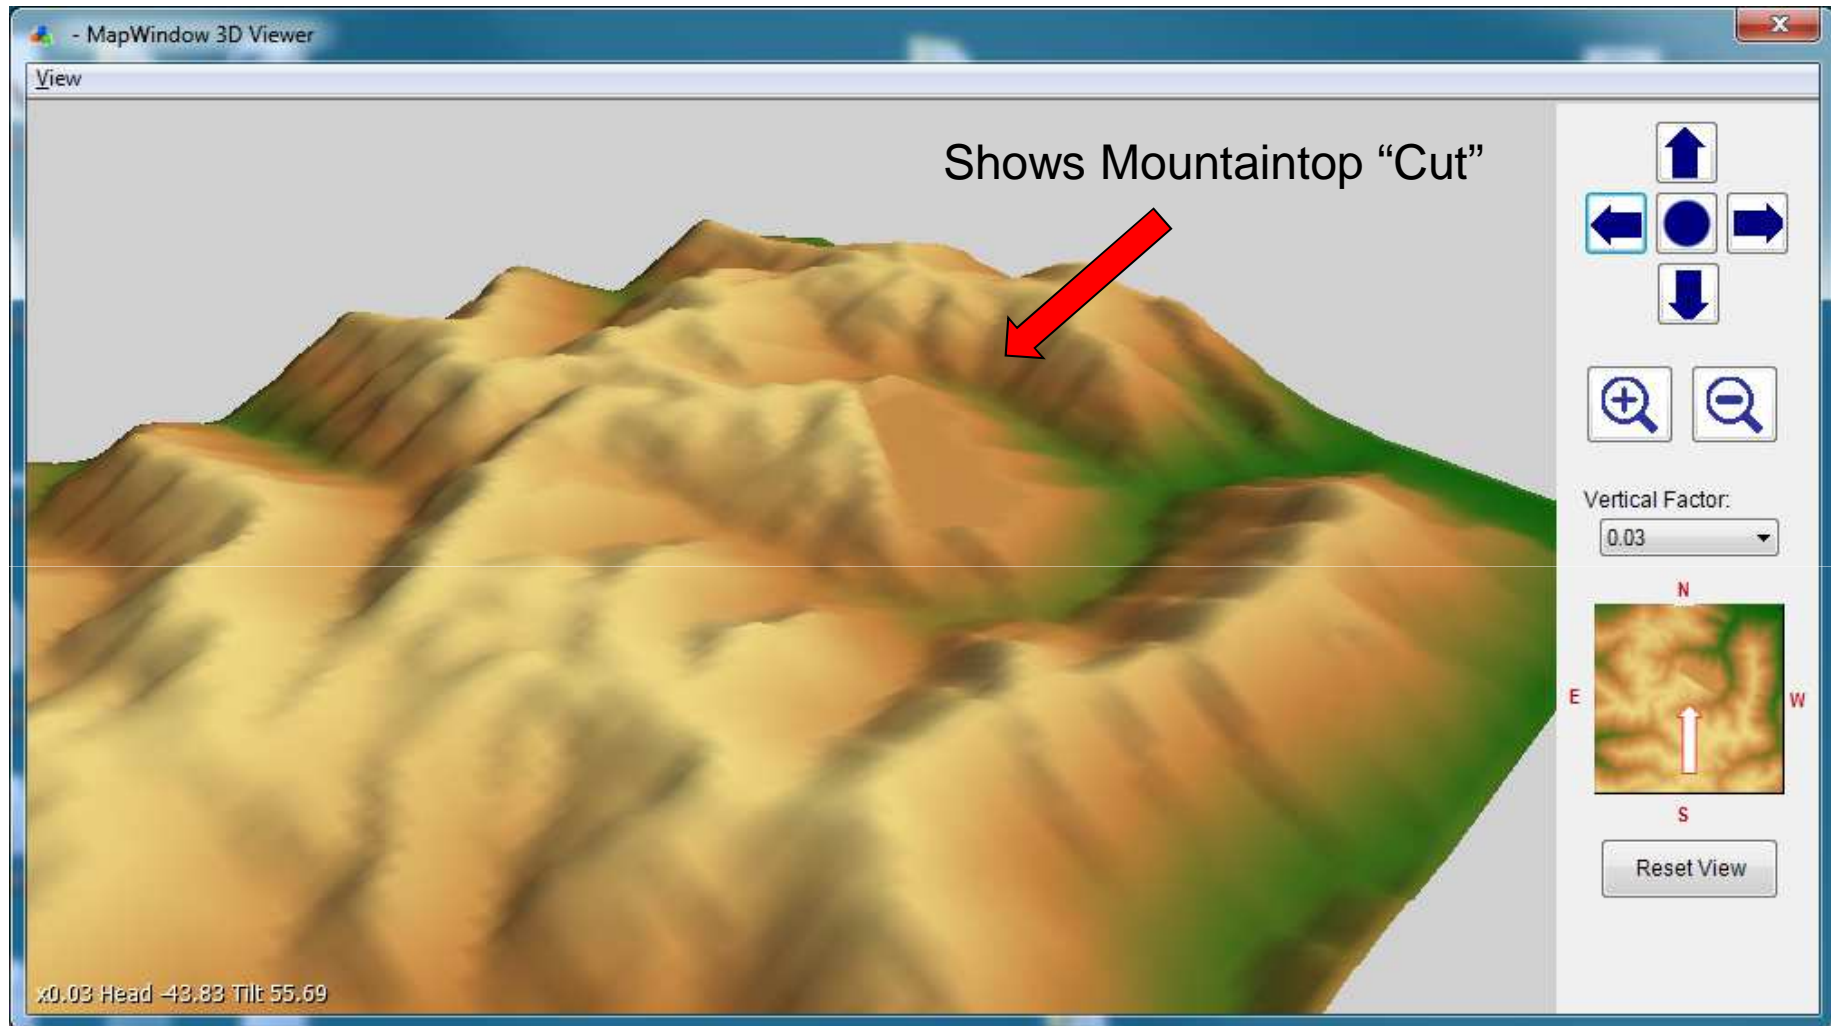 - MapWindow 3D Viewer
View
Shows Mountaintop “Cut”
Vertical Factor:
0.03
N
E
W
S
Reset View
x0.03 Head -43.83 Tilt 55.69